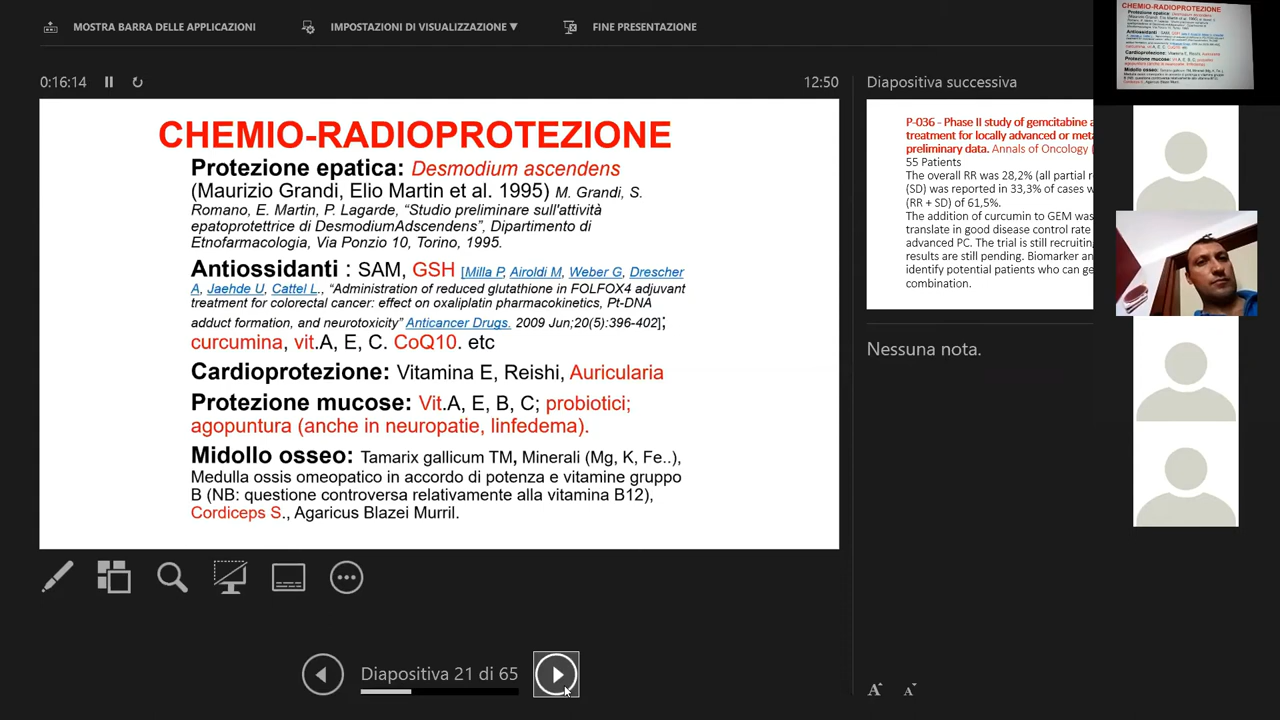 MOSTRA BARRA DELLE APPLICAZIONI
IMPOSTAZIONI DI V
FINE PRESENTAZIONE
0:16:14
12:50
CHEMIO-RADIOPROTEZIONE
Protezione epatica: Desmodium ascendens
(Maurizio Grandi, Elio Martin et al. 1995) M. Grandi, S.
Romano, E. Martin, P. Lagarde, “Studio preliminare sull'attività
epatoprotettrice di DesmodiumAdscendens”, Dipartimento di
Etnofarmacologia, Via Ponzio 10, Torino, 1995.
Antiossidanti : SAM, GSH [Milla P, Airoldi M, Weber G, Drescher
A, Jaehde U, Cattel L., “Administration of reduced glutathione in FOLFOX4 adjuvant
treatment for colorectal cancer: effect on oxaliplatin pharmacokinetics, Pt-DNA
adduct formation, and neurotoxicity” Anticancer Drugs. 2009 Jun;20(5):396-402];
curcumina, vit.A, E, C. CoQ10. etc
Cardioprotezione: Vitamina E, Reishi, Auricularia
Protezione mucose: Vit.A, E, B, C; probiotici;
agopuntura (anche in neuropatie, linfedema).
Midollo osseo: Tamarix gallicum TM, Minerali (Mg, K, Fe..),
Medulla ossis omeopatico in accordo di potenza e vitamine gruppo
B (NB: questione controversa relativamente alla vitamina B12),
Cordiceps S., Agaricus Blazei Murril.
Diapositiva 21 di 65
Diapositiva successiva
P-036 - Phase II study of gemcitabine a
treatment for locally advanced or meta
preliminary data. Annals of Oncology (
55 Patients
The overall RR was 28,2% (all partial r
(SD) was reported in 33,3% of cases w
(RR + SD) of 61,5%.
The addition of curcumin to GEM was
translate in good disease control rate
advanced PC. The trial is still recruiting
results are still pending. Biomarker an
identify potential patients who can ge
combination.
Nessuna nota.
A A
CHEMIO-RADIOPROTEZIONE